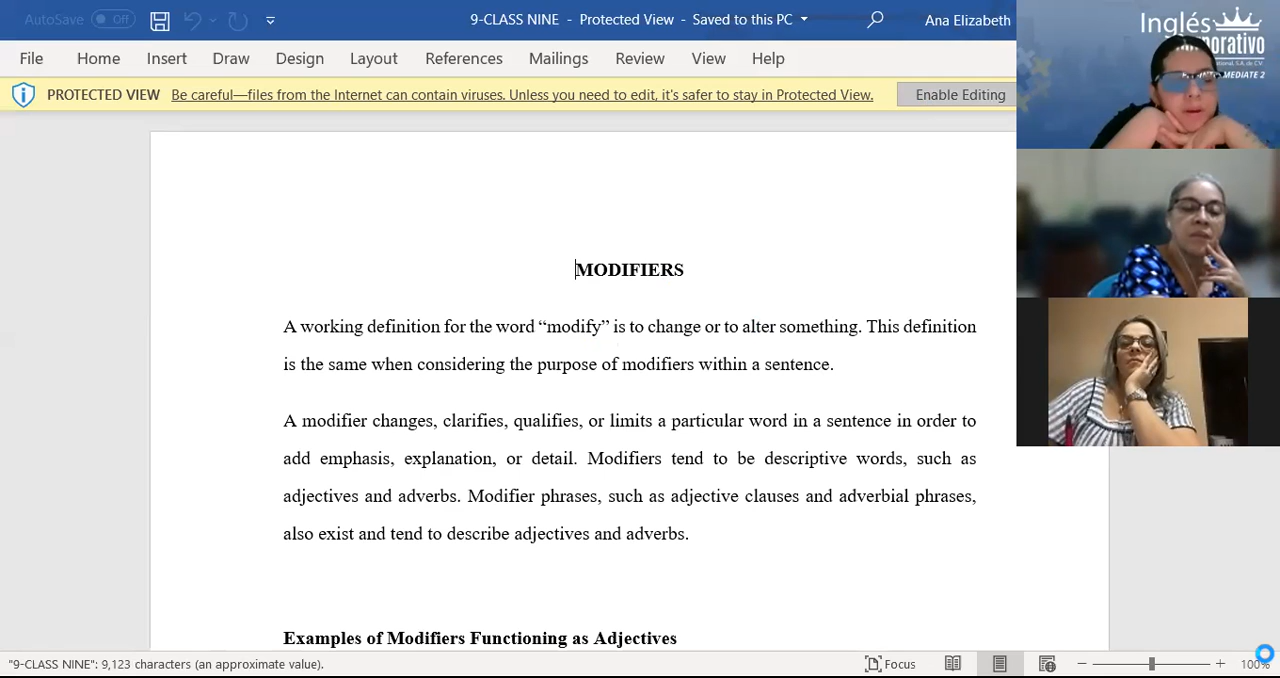 AutoSave Off 9-CLASS NINE - Protected View - Saved to this PC Ana Elizabeth
File Home Insert Draw Design Layout References Mailings Review View Help
PROTECTED VIEW Be careful—files from the Internet can contain viruses. Unless you need to edit, it's safer to stay in Protected View. Enable Editing
Inglés
MODIFIERS
A working definition for the word “modify” is to change or to alter something. This definition
is the same when considering the purpose of modifiers within a sentence.
A modifier changes, clarifies, qualifies, or limits a particular word in a sentence in order to
add emphasis, explanation, or detail. Modifiers tend to be descriptive words, such as
adjectives and adverbs. Modifier phrases, such as adjective clauses and adverbial phrases,
also exist and tend to describe adjectives and adverbs.
Examples of Modifiers Functioning as Adjectives
"9-CLASS NINE": 9,123 characters (an approximate value). Focus 100%